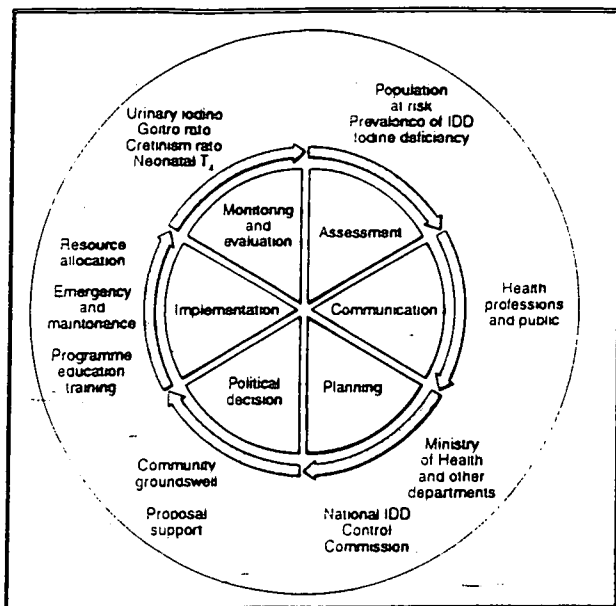 Population
at risk
Prevalence of IDD
Iodine deficiency
Urinary Iodine
Goitre rate
Cretinism rate
Neonatal T4
Monitoring
and
evaluation
Assessment
Resource
allocation
Emergency
and
maintenance
Programme
education
training
Implementation
Communication
Health
professions
and public
Political
decision
Planning
Community
groundswell
Proposal
support
Ministry
of Health
and other
departments
National IDD
Control
Commission